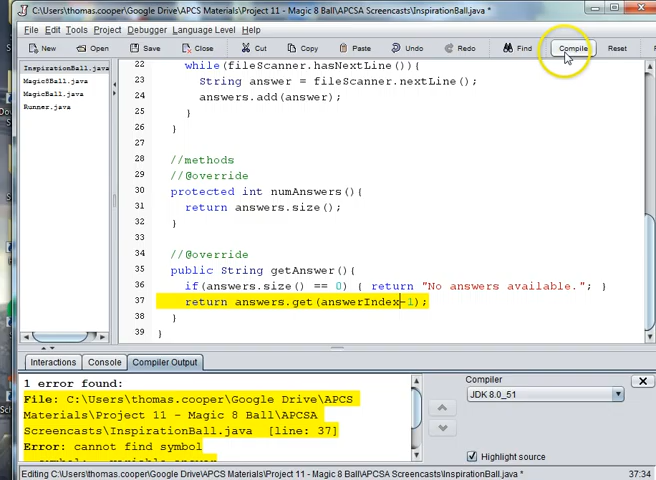 C:\Users\thomas.cooper\Google Drive\APCS Materials\Project 11 - Magic 8 Ball\APCSA Screencasts\InspirationBall.java *
File Edit Tools Project Debugger Language Level Help
New Open Save Close Cut Copy Paste Undo Redo Find Compile Reset
InspirationBall.java
Magic8Ball.java
MagicBall.java
Runner.java
22 while(fileScanner.hasNextLine()){
23 String answer = fileScanner.nextLine();
24 answers.add(answer);
25 }
26 }
27
28 //methods
29 //@override
30 protected int numAnswers(){
31 return answers.size();
32 }
33
34 //@override
35 public String getAnswer(){
36 if(answers.size() == 0) { return "No answers available."; }
37 return answers.get(answerIndex-1);
38 }
39 }
Interactions Console Compiler Output
1 error found:
File: C:\Users\thomas.cooper\Google Drive\APCS
Materials\Project 11 - Magic 8 Ball\APCSA
Screencasts\InspirationBall.java [line: 37]
Error: cannot find symbol
Compiler
JDK 8.0_51
Highlight source
Editing C:\Users\thomas.cooper\Google Drive\APCS Materials\Project 11 - Magic 8 Ball\APCSA Screencasts\InspirationBall.java *
37:34